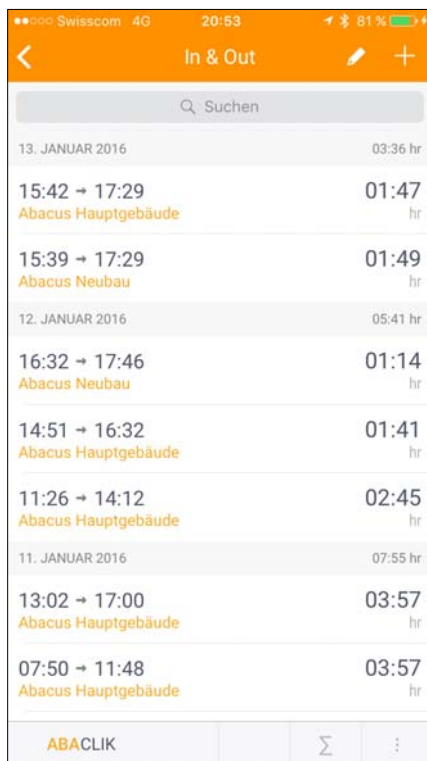 Swisscom 4G 20:53 81 %
In & Out
Suchen
13. JANUAR 2016 03:36 hr
15:42 → 17:29 01:47
Abacus Hauptgebäude hr
15:39 → 17:29 01:49
Abacus Neubau hr
12. JANUAR 2016 05:41 hr
16:32 → 17:46 01:14
Abacus Neubau hr
14:51 → 16:32 01:41
Abacus Hauptgebäude hr
11:26 → 14:12 02:45
Abacus Hauptgebäude hr
11. JANUAR 2016 07:55 hr
13:02 → 17:00 03:57
Abacus Hauptgebäude hr
07:50 → 11:48 03:57
Abacus Hauptgebäude hr
ABACLIK Σ